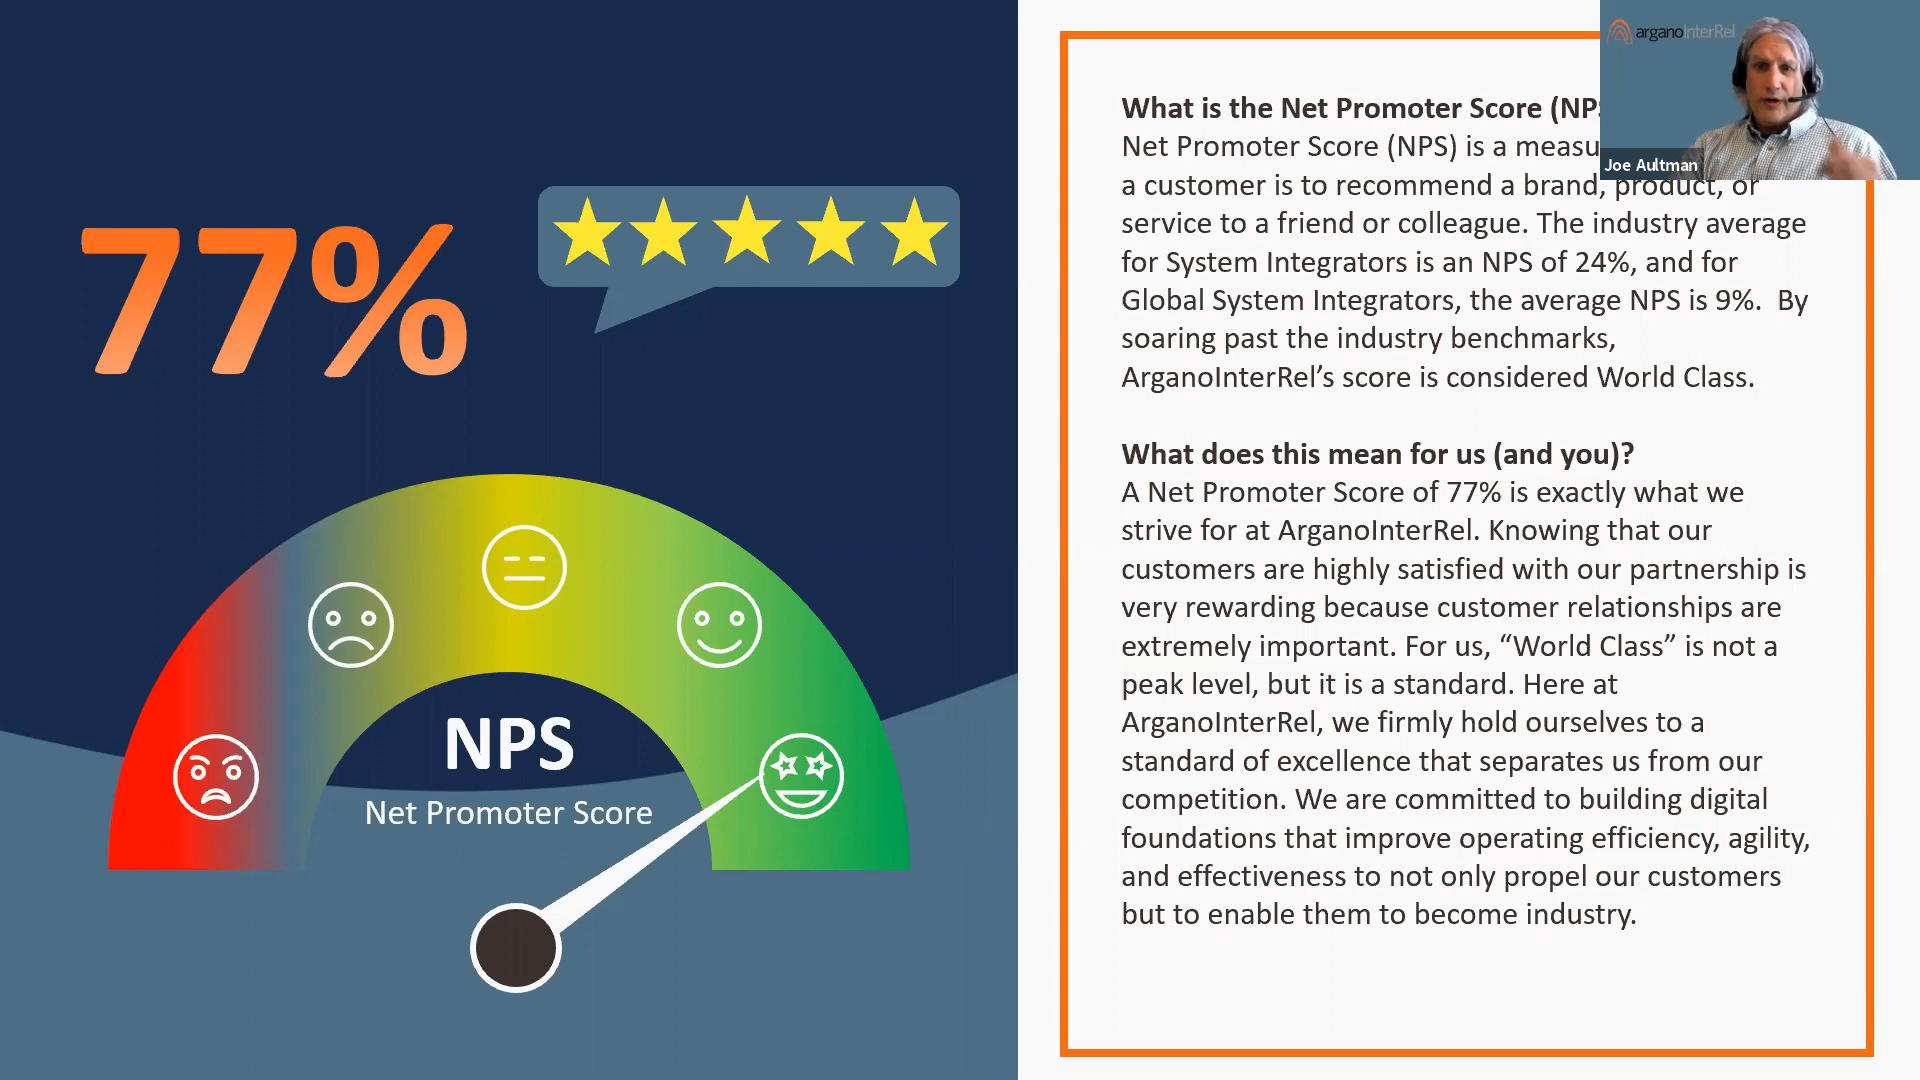 77%
NPS
Net Promoter Score
What is the Net Promoter Score (NPS
Net Promoter Score (NPS) is a measu
a customer is to recommend a brand, product, or
service to a friend or colleague. The industry average
for System Integrators is an NPS of 24%, and for
Global System Integrators, the average NPS is 9%.  By
soaring past the industry benchmarks,
ArganoInterRel’s score is considered World Class.
What does this mean for us (and you)?
A Net Promoter Score of 77% is exactly what we
strive for at ArganoInterRel. Knowing that our
customers are highly satisfied with our partnership is
very rewarding because customer relationships are
extremely important. For us, “World Class” is not a
peak level, but it is a standard. Here at
ArganoInterRel, we firmly hold ourselves to a
standard of excellence that separates us from our
competition. We are committed to building digital
foundations that improve operating efficiency, agility,
and effectiveness to not only propel our customers
but to enable them to become industry.
arganoInterRel
Joe Aultman